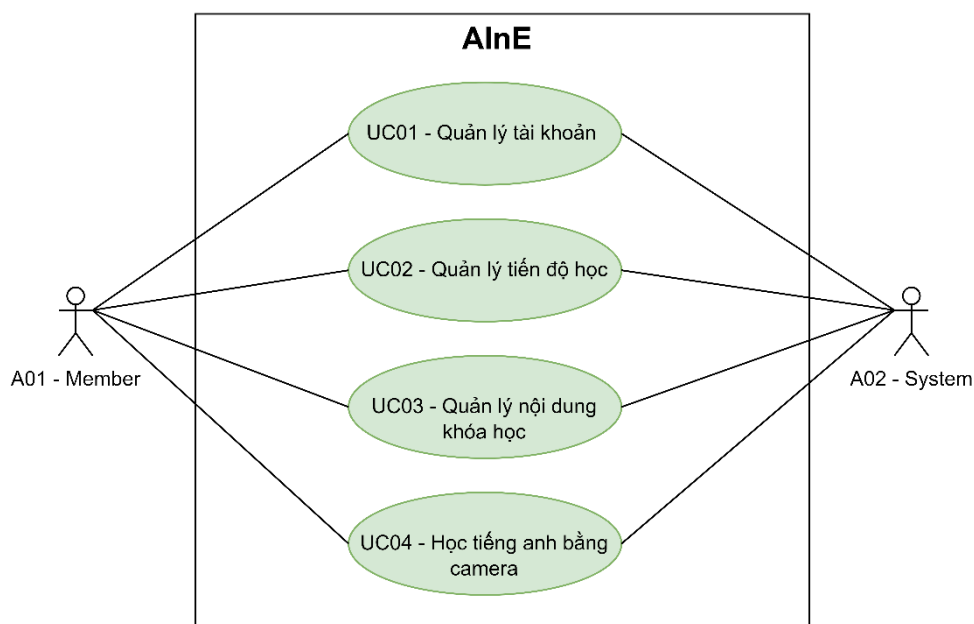 AInE
UC01 - Quản lý tài khoản
UC02 - Quản lý tiến độ học
A01 - Member
A02 - System
UC03 - Quản lý nội dung
khóa học
UC04 - Học tiếng anh bằng
camera